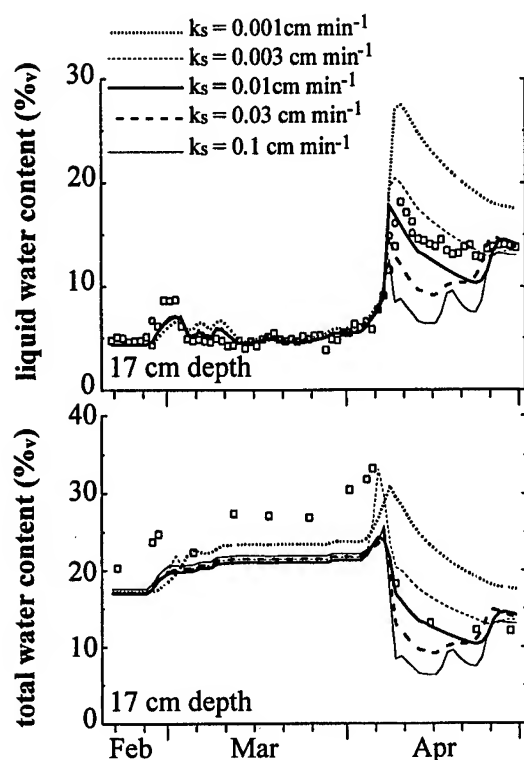 ks = 0.001cm min-1
ks = 0.003 cm min-1
ks = 0.01cm min-1
ks = 0.03 cm min-1
ks = 0.1 cm min-1
30
20
10
0
liquid water content (%v)
17 cm depth
40
30
20
10
0
total water content (%v)
17 cm depth
Feb Mar Apr